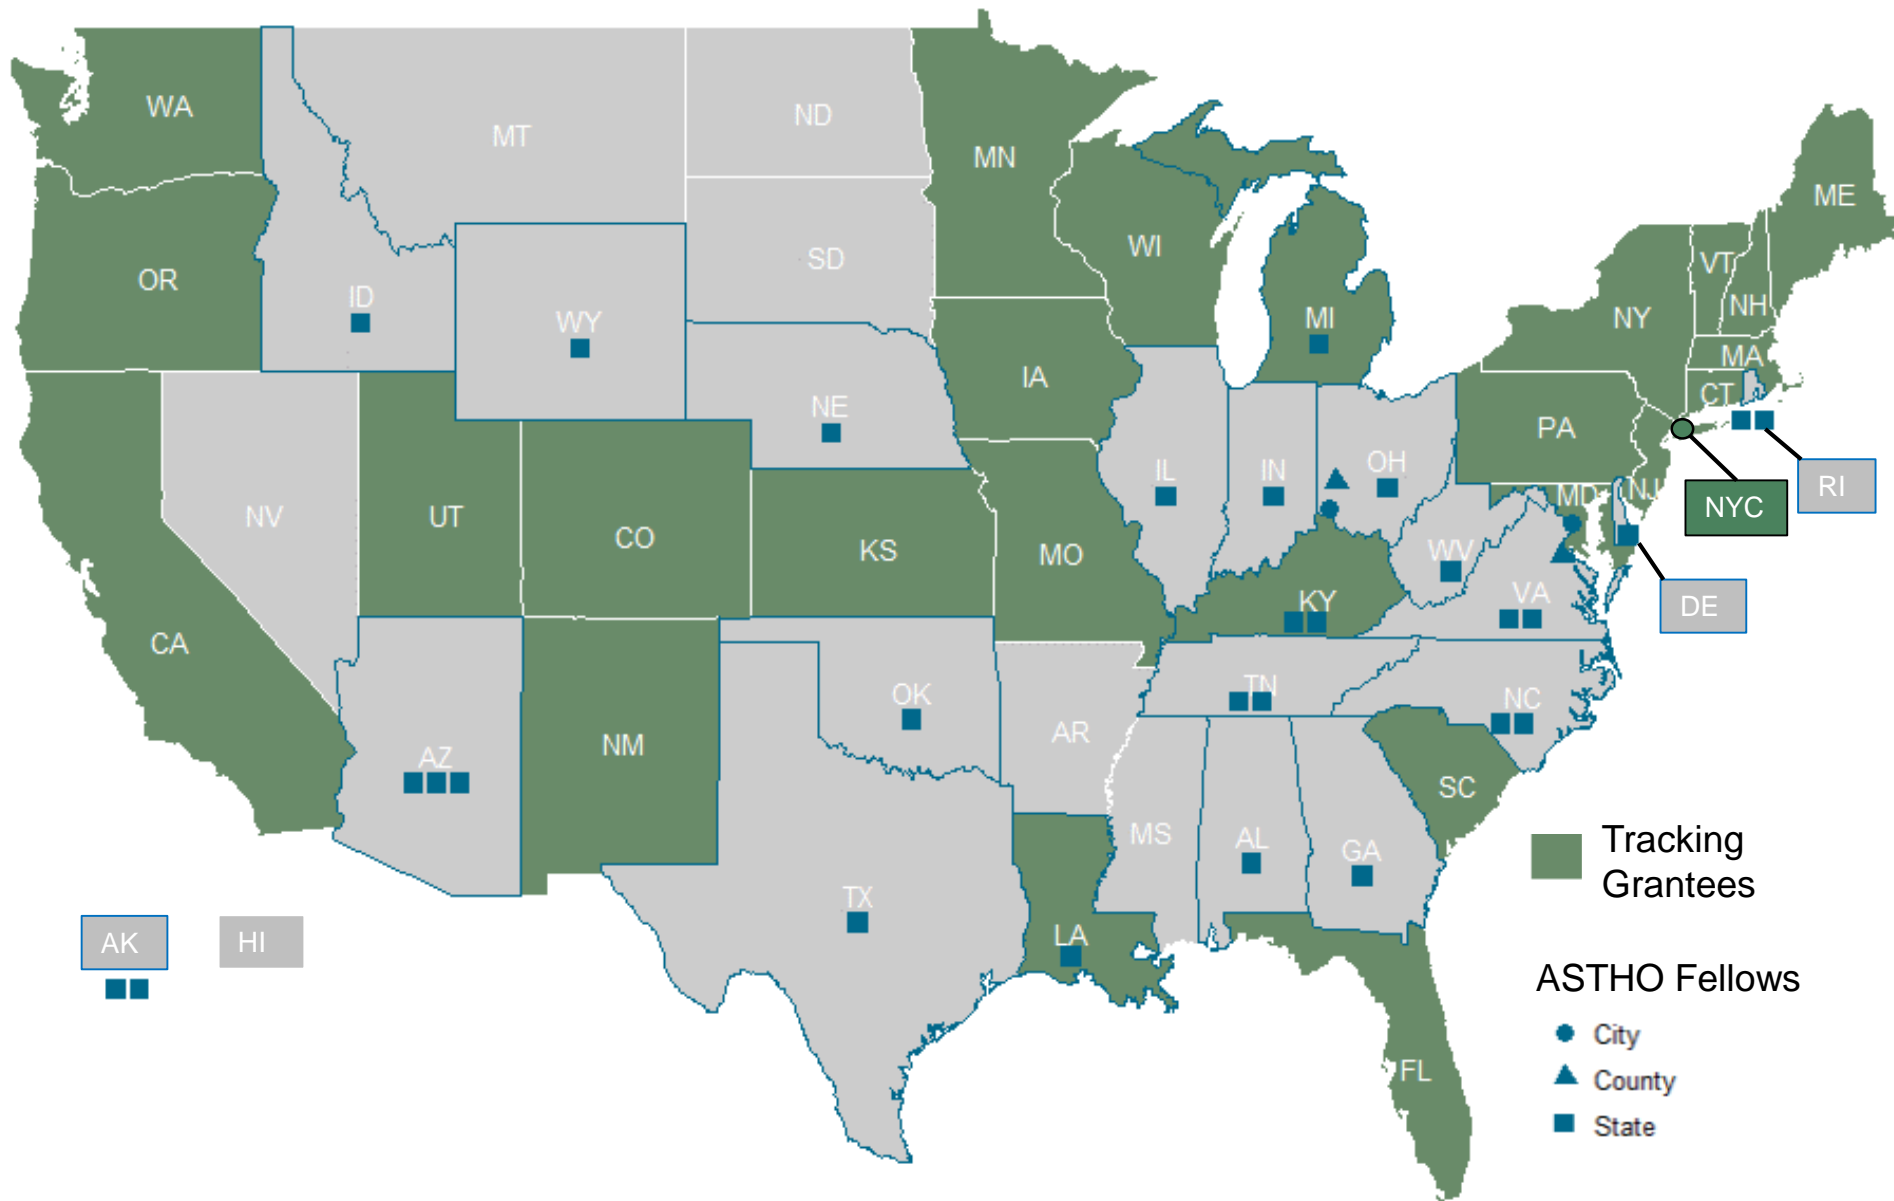 WA
MT
ND
MN
ME
OR
ID
WY
SD
WI
MI
NY
VT
NH
MA
CT
IA
NE
PA
RI
NYC
NJ
MD
DE
NV
UT
CO
KS
MO
IL
IN
OH
WV
VA
KY
CA
AZ
NM
OK
AR
TN
NC
SC
MS
AL
GA
TX
LA
FL
AK
HI
Tracking
Grantees
ASTHO Fellows
City
County
State